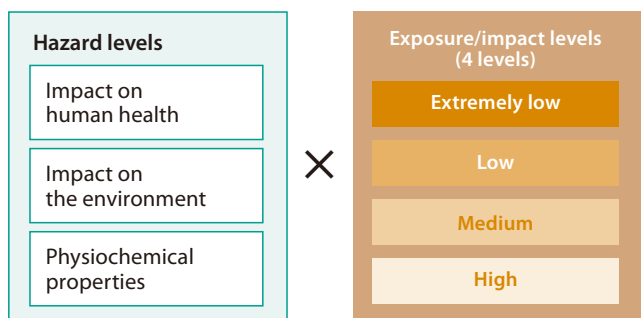 Hazard levels
Impact on
human health
Impact on
the environment
Physiochemical
properties
×
Exposure/impact levels
(4 levels)
Extremely low
Low
Medium
High